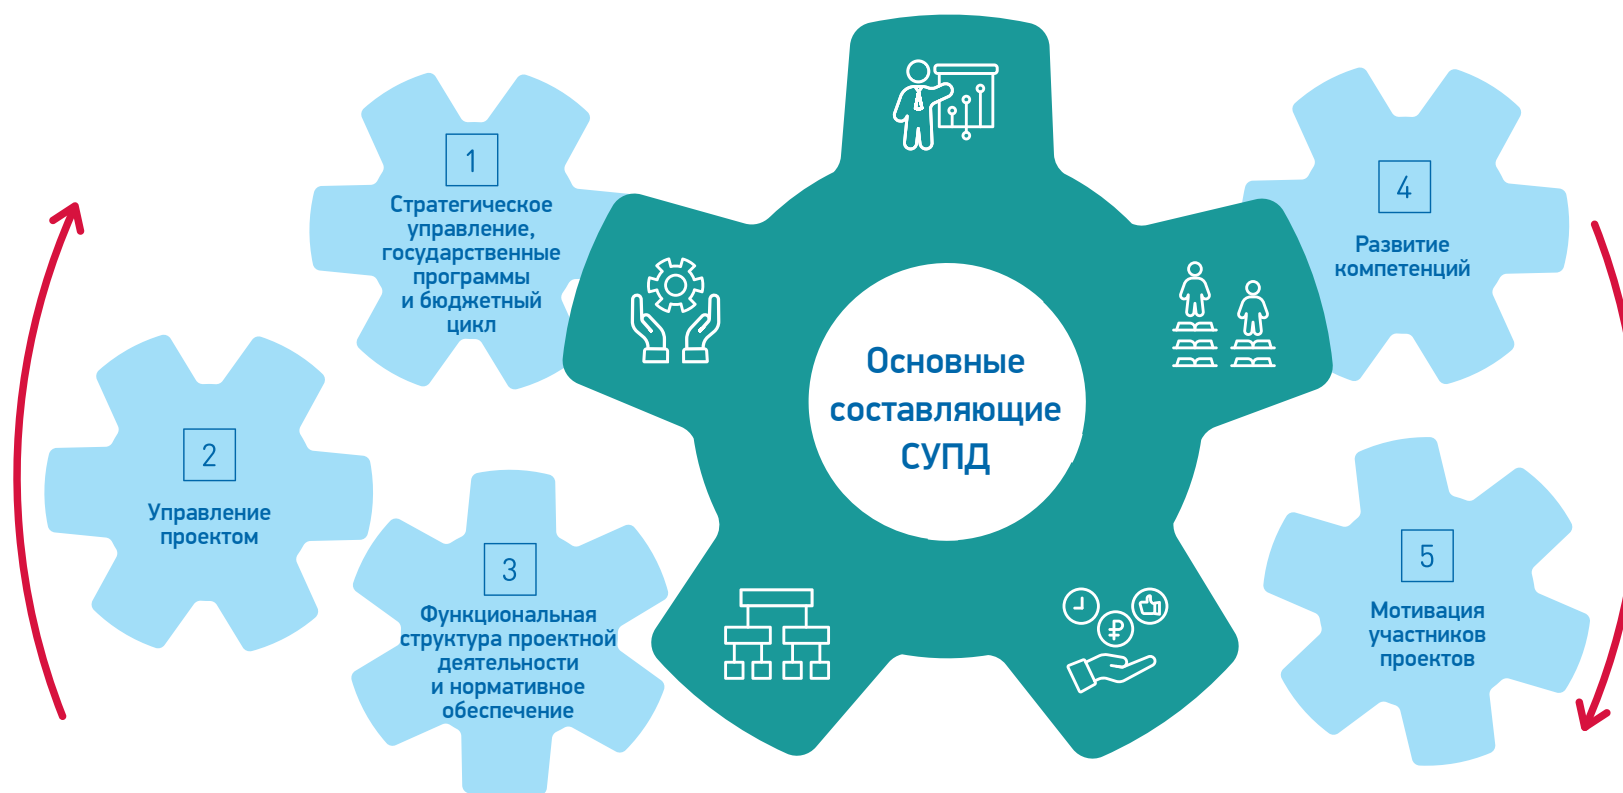 1
Стратегическое
управление,
государственные
программы
и бюджетный
цикл
2
Управление
проектом
3
Функциональная
структура проектной
деятельности
и нормативное
обеспечение
Основные
составляющие
СУПД
₽
4
Развитие
компетенций
5
Мотивация
участников
проектов